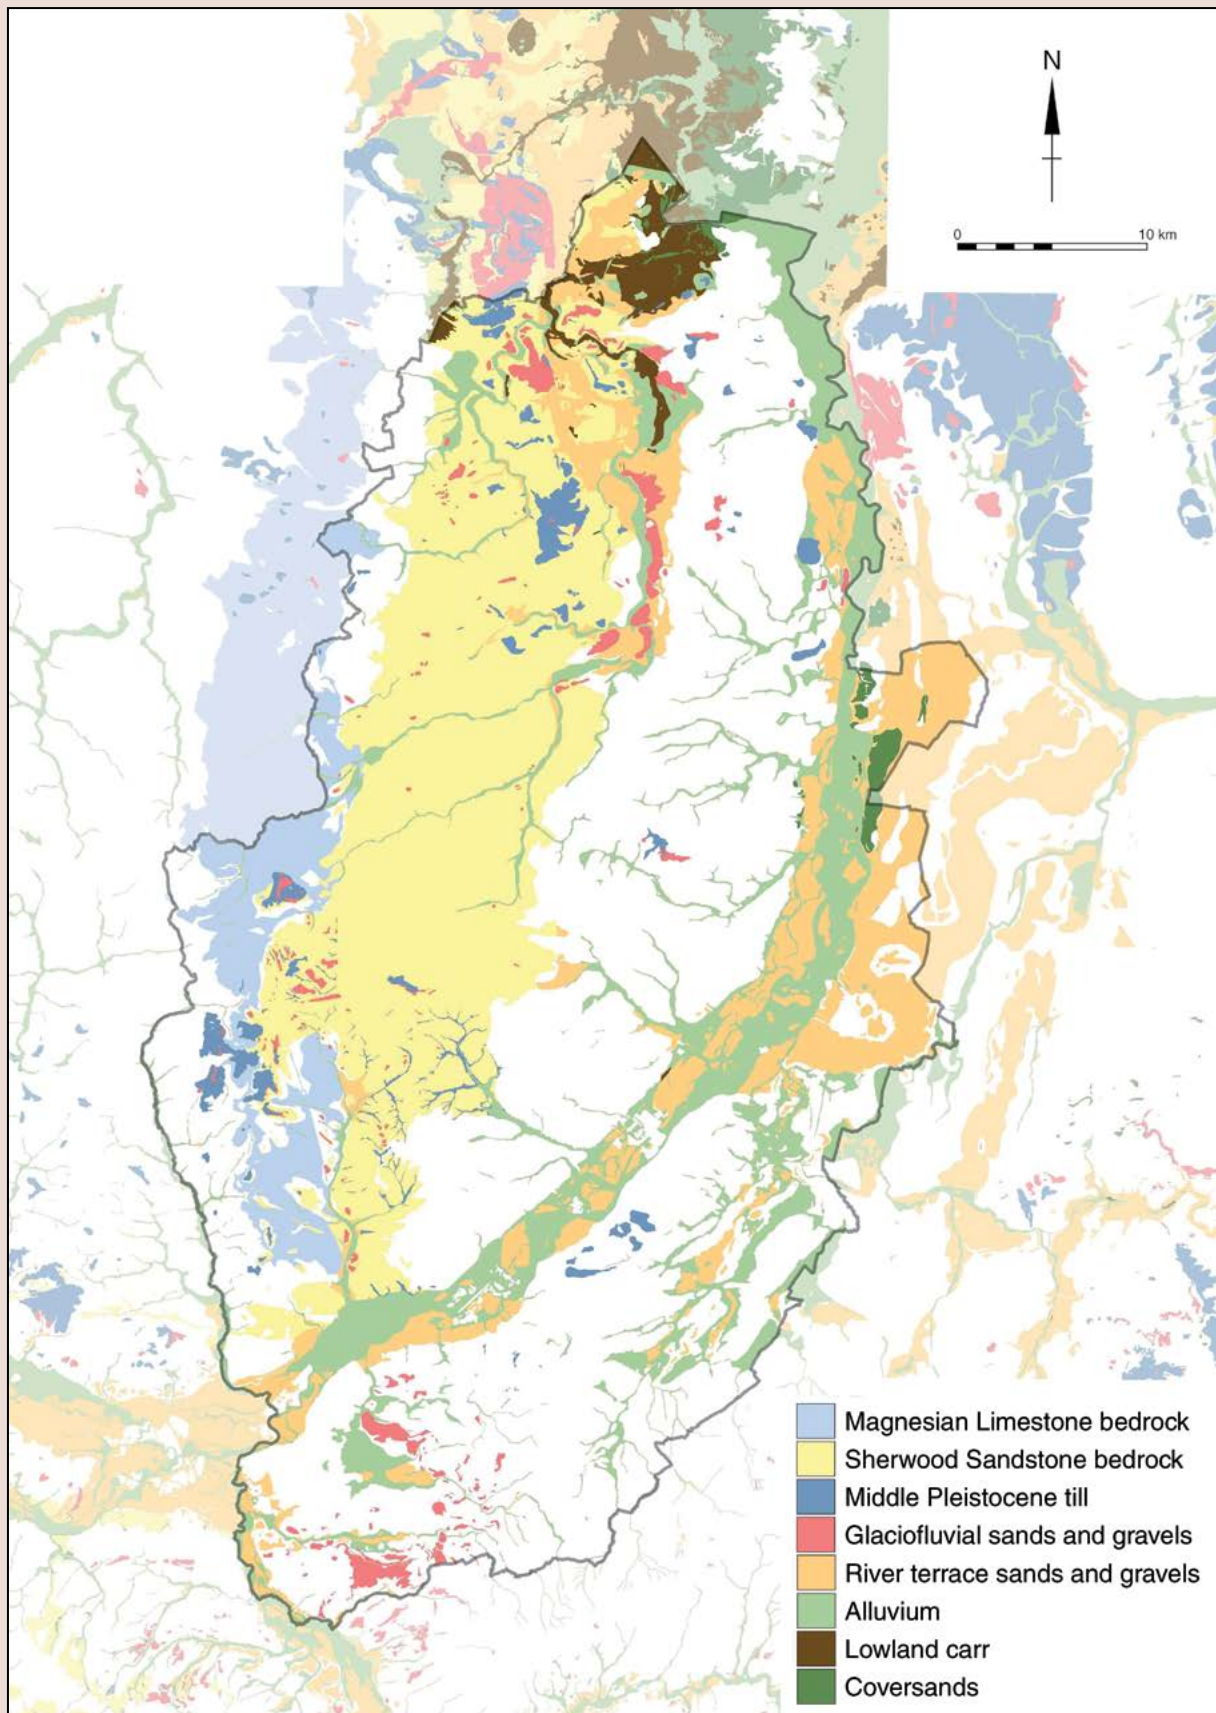 N
0 10 km
Magnesian Limestone bedrock
Sherwood Sandstone bedrock
Middle Pleistocene till
Glaciofluvial sands and gravels
River terrace sands and gravels
Alluvium
Lowland carr
Coversands